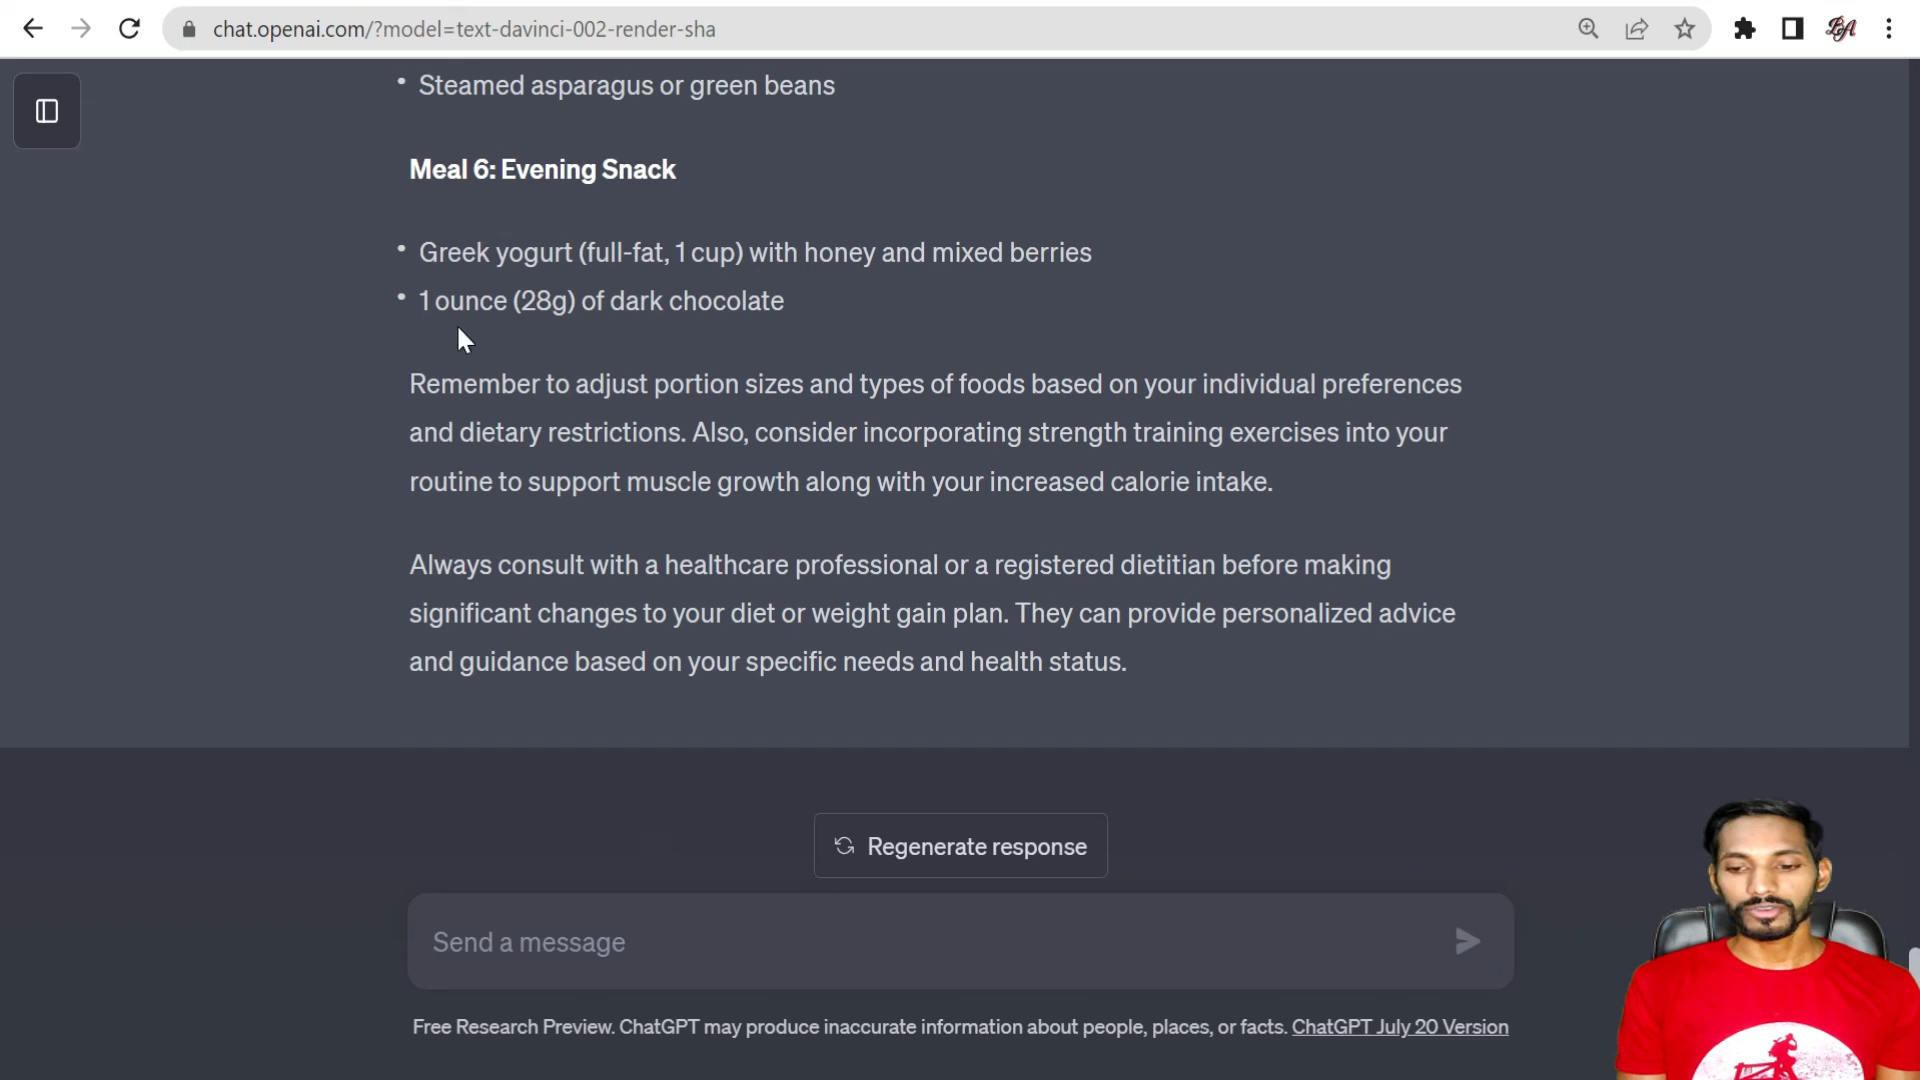 chat.openai.com/?model=text-davinci-002-render-sha
• Steamed asparagus or green beans
Meal 6: Evening Snack
• Greek yogurt (full-fat, 1 cup) with honey and mixed berries
• 1 ounce (28g) of dark chocolate
Remember to adjust portion sizes and types of foods based on your individual preferences
and dietary restrictions. Also, consider incorporating strength training exercises into your
routine to support muscle growth along with your increased calorie intake.
Always consult with a healthcare professional or a registered dietitian before making
significant changes to your diet or weight gain plan. They can provide personalized advice
and guidance based on your specific needs and health status.
Regenerate response
Send a message
Free Research Preview. ChatGPT may produce inaccurate information about people, places, or facts. ChatGPT July 20 Version